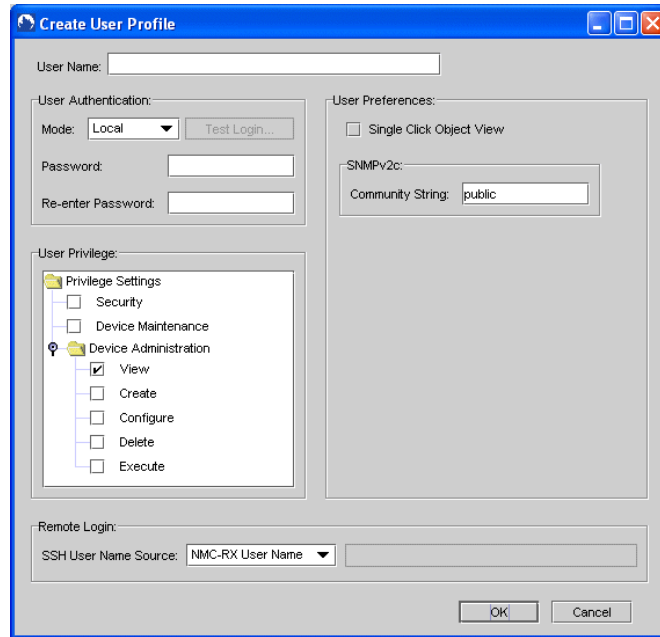 Create User Profile
User Name:
User Authentication:
Mode: Local Test Login...
Password:
Re-enter Password:
User Preferences:
Single Click Object View
SNMPv2c:
Community String: public
User Privilege:
Privilege Settings
Security
Device Maintenance
Device Administration
View
Create
Configure
Delete
Execute
Remote Login:
SSH User Name Source: NMC-RX User Name
OK Cancel